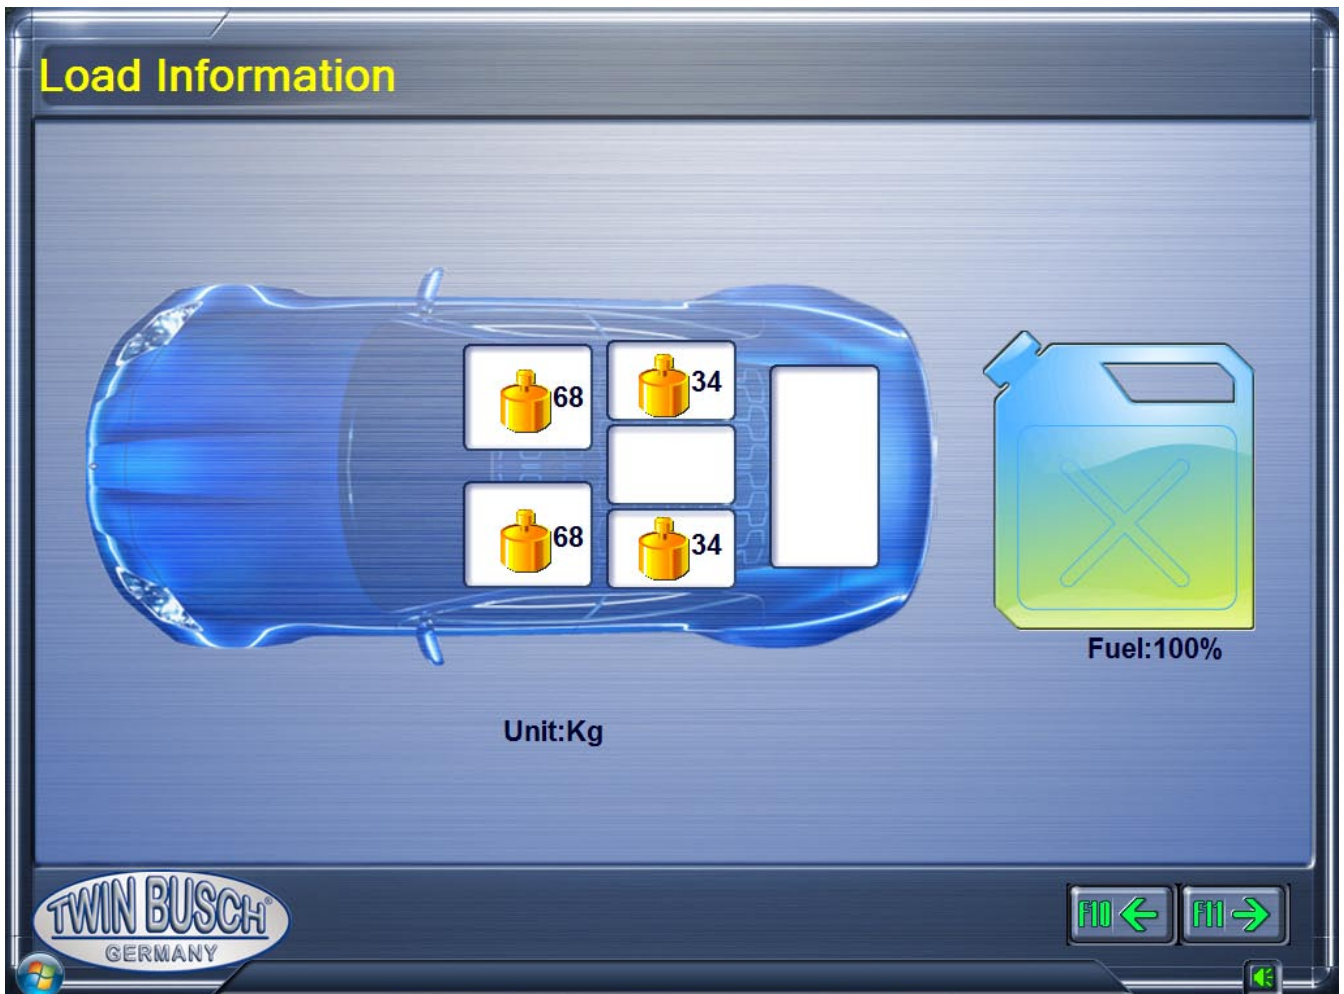 Load Information
68
34
68
34
Fuel:100%
Unit:Kg
TWIN BUSCH®
GERMANY
F10
F11